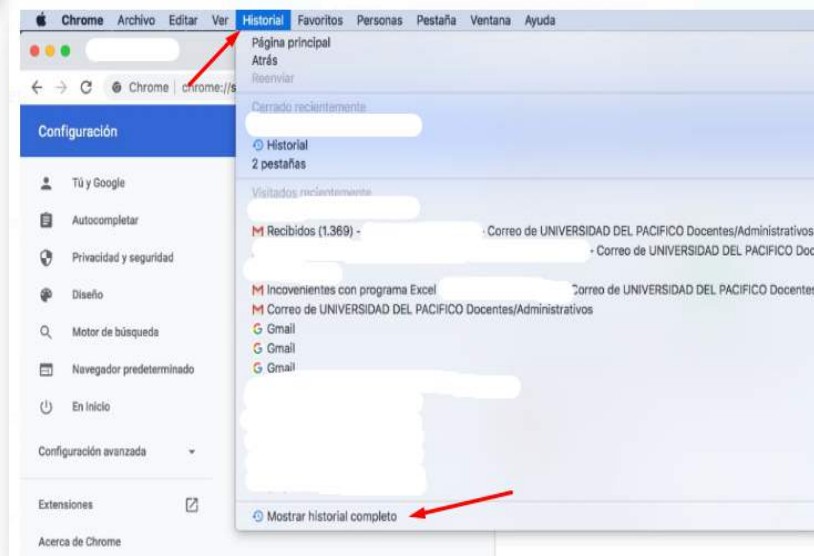 Chrome Archivo Editar Ver Historial Favoritos Personas Pestaña Ventana Ayuda
Chrome | chrome://s
Configuración
Tú y Google
Autocompletar
Privacidad y seguridad
Diseño
Motor de búsqueda
Navegador predeterminado
En inicio
Configuración avanzada
Extensiones
Acerca de Chrome
Página principal
Atrás
Reenviar
Cerrado recientemente
Historial
2 pestañas
Visitados recientemente
Recibidos (1.369) - - Correo de UNIVERSIDAD DEL PACIFICO Docentes/Administrativos
- Correo de UNIVERSIDAD DEL PACIFICO Doc
Incovenientes con programa Excel Correo de UNIVERSIDAD DEL PACIFICO Docentes
Correo de UNIVERSIDAD DEL PACIFICO Docentes/Administrativos
Gmail
Gmail
Gmail
Mostrar historial completo